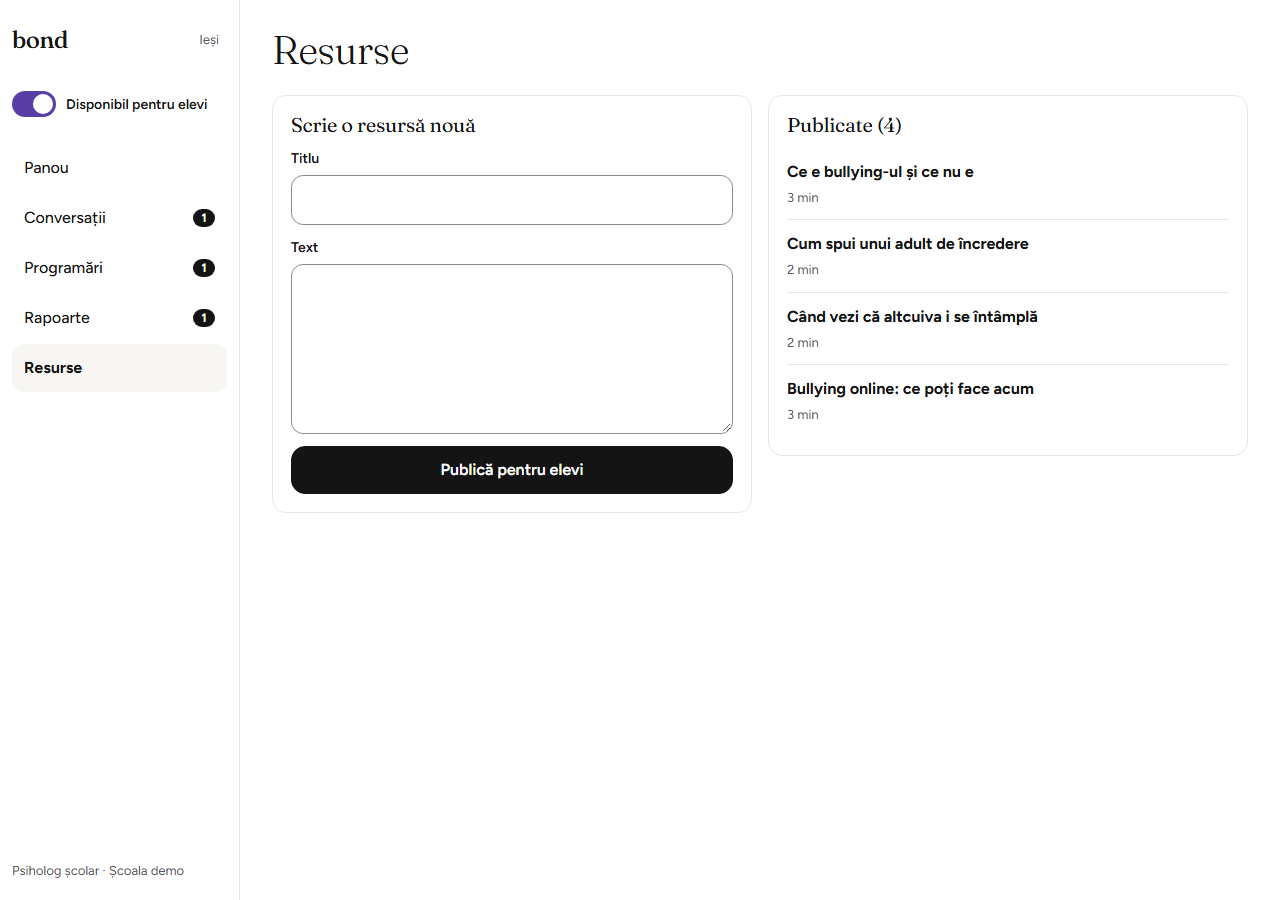 bond
Ieși
Disponibil pentru elevi
Panou
Conversații 1
Programări 1
Rapoarte 1
Resurse
Psiholog școlar · Școala demo
Resurse
Scrie o resursă nouă
Titlu
Text
Publică pentru elevi
Publicate (4)
Ce e bullying-ul și ce nu e
3 min
Cum spui unui adult de încredere
2 min
Când vezi că altcuiva i se întâmplă
2 min
Bullying online: ce poți face acum
3 min